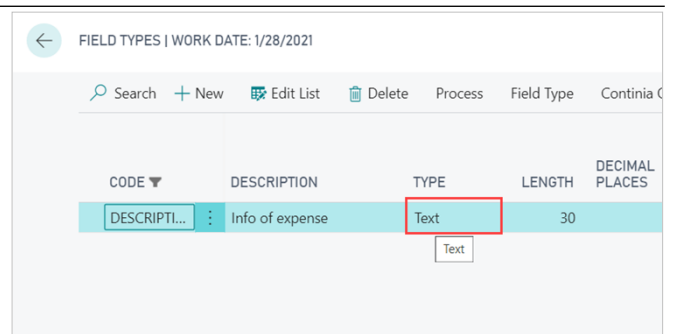 FIELD TYPES | WORK DATE: 1/28/2021
Search New Edit List Delete Process Field Type Continia
CODE DESCRIPTION TYPE LENGTH DECIMAL PLACES
DESCRIPTI... Info of expense Text 30
Text